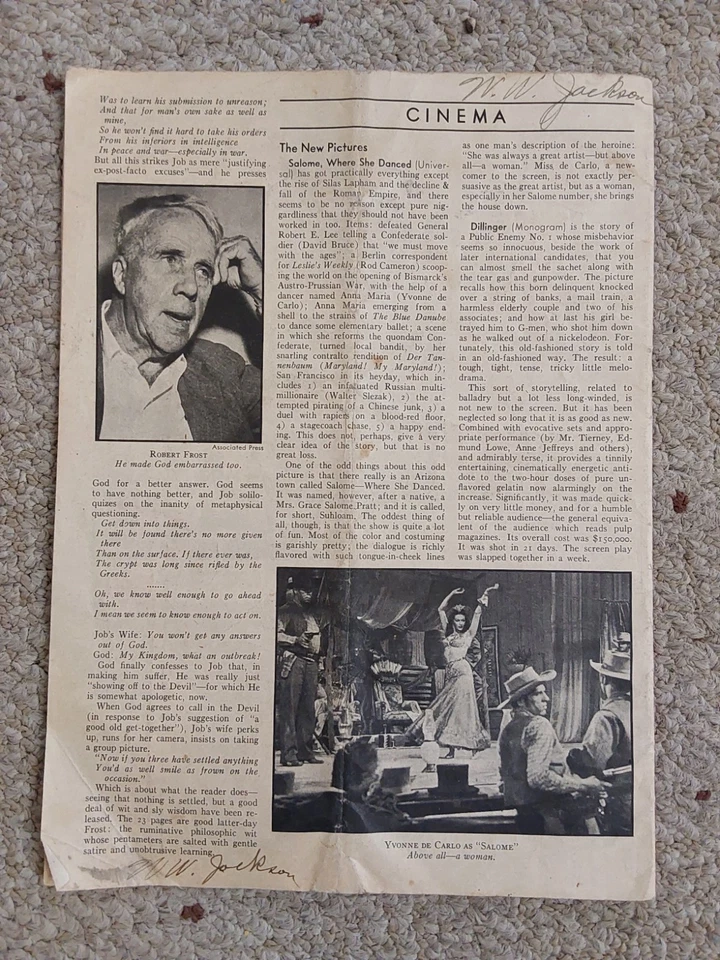 W. W. Jackson
CINEMA
Was to learn his submission to unreason;
And that for man's own sake as well as
mine,
So he won't find it hard to take his orders
From his inferiors in intelligence
In peace and war—especially in war.
But all this strikes Job as mere "justifying
ex-post-facto excuses"—and he presses
Associated Press
ROBERT FROST
He made God embarrassed too.
God for a better answer. God seems
to have nothing better, and Job solilo-
quizes on the inanity of metaphysical
questioning.
Get down into things.
It will be found there's no more given
there
Than on the surface. If there ever was,
The crypt was long since rifled by the
Greeks.
.......
Oh, we know well enough to go ahead
with.
I mean we seem to know enough to act on.
Job's Wife: You won't get any answers
out of God.
God: My Kingdom, what an outbreak!
God finally confesses to Job that, in
making him suffer, He was really just
"showing off to the Devil"—for which He
is somewhat apologetic, now.
When God agrees to call in the Devil
(in response to Job's suggestion of "a
good old get-together"), Job's wife perks
up, runs for her camera, insists on taking
a group picture.
"Now if you three have settled anything
You'd as well smile as frown on the
occasion."
Which is about what the reader does—
seeing that nothing is settled, but a good
deal of wit and sly wisdom have been re-
leased. The 23 pages are good latter-day
Frost: the ruminative philosophic wit
whose pentameters are salted with gentle
satire and unobtrusive learning.
W. W. Jackson
The New Pictures
Salome, Where She Danced (Univer-
sal) has got practically everything except
the rise of Silas Lapham and the decline &
fall of the Roman Empire, and there
seems to be no reason except pure nig-
gardliness that they should not have been
worked in too. Items: defeated General
Robert E. Lee telling a Confederate sol-
dier (David Bruce) that "we must move
with the ages"; a Berlin correspondent
for Leslie's Weekly (Rod Cameron) scoop-
ing the world on the opening of Bismarck's
Austro-Prussian War, with the help of a
dancer named Anna Maria (Yvonne de
Carlo); Anna Maria emerging from a
shell to the strains of The Blue Danube
to dance some elementary ballet; a scene
in which she reforms the quondam Con-
federate, turned local bandit, by her
snarling contralto rendition of Der Tan-
nenbaum (Maryland! My Maryland!);
San Francisco in its heyday, which in-
cludes 1) an infatuated Russian multi-
millionaire (Walter Slezak), 2) the at-
tempted pirating of a Chinese junk, 3) a
duel with rapiers on a blood-red floor,
4) a stagecoach chase, 5) a happy end-
ing. This does not, perhaps, give a very
clear idea of the story, but that is no
great loss.
One of the odd things about this odd
picture is that there really is an Arizona
town called Salome—Where She Danced.
It was named, however, after a native, a
Mrs. Grace Salome Pratt; and it is called,
for short, Suhloam. The oddest thing of
all, though, is that the show is quite a lot
of fun. Most of the color and costuming
is garishly pretty; the dialogue is richly
flavored with such tongue-in-cheek lines
as one man's description of the heroine:
"She was always a great artist—but above
all—a woman." Miss de Carlo, a new-
comer to the screen, is not exactly per-
suasive as the great artist, but as a woman,
especially in her Salome number, she brings
the house down.
Dillinger (Monogram) is the story of
a Public Enemy No. 1 whose misbehavior
seems so innocuous, beside the work of
later international candidates, that you
can almost smell the sachet along with
the tear gas and gunpowder. The picture
recalls how this born delinquent knocked
over a string of banks, a mail train, a
harmless elderly couple and two of his
associates; and how at last his girl be-
trayed him to G-men, who shot him down
as he walked out of a nickelodeon. For-
tunately, this old-fashioned story is told
in an old-fashioned way. The result: a
tough, tight, tense, tricky little melo-
drama.
This sort of storytelling, related to
balladry but a lot less long-winded, is
not new to the screen. But it has been
neglected so long that it is as good as new.
Combined with evocative sets and appro-
priate performance (by Mr. Tierney, Ed-
mund Lowe, Anne Jeffreys and others),
and admirably terse, it provides a tinnily
entertaining, cinematically energetic anti-
dote to the two-hour doses of pure un-
flavored gelatin now alarmingly on the
increase. Significantly, it was made quick-
ly on very little money, and for a humble
but reliable audience—the general equiva-
lent of the audience which reads pulp
magazines. Its overall cost was $150,000.
It was shot in 21 days. The screen play
was slapped together in a week.
YVONNE DE CARLO AS "SALOME"
Above all—a woman.